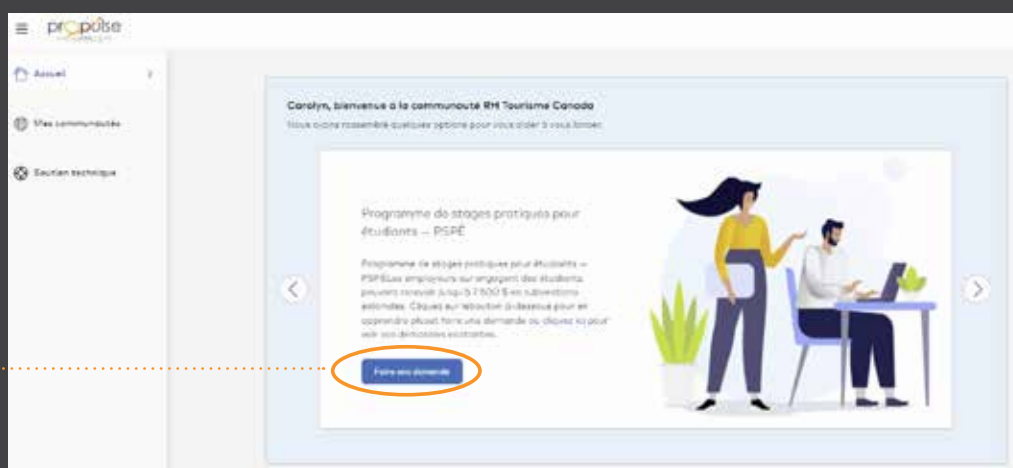 propulse
Accueil
Mes communautés
Soutien technique
Carolyn, bienvenue à la communauté RH Tourisme Canada
Nous avons rassemblé quelques options pour vous aider à vous lancer.
Programme de stages pratiques pour
étudiants — PSPÉ
Programme de stages pratiques pour étudiants —
PSPÉLes employeurs qui engagent des étudiants
peuvent recevoir jusqu'à 7 500 $ en subventions
salariales. Cliquez sur le bouton ci-dessous pour en
apprendre plus et faire une demande ou cliquez ici pour
voir vos demandes existantes.
Faire une demande